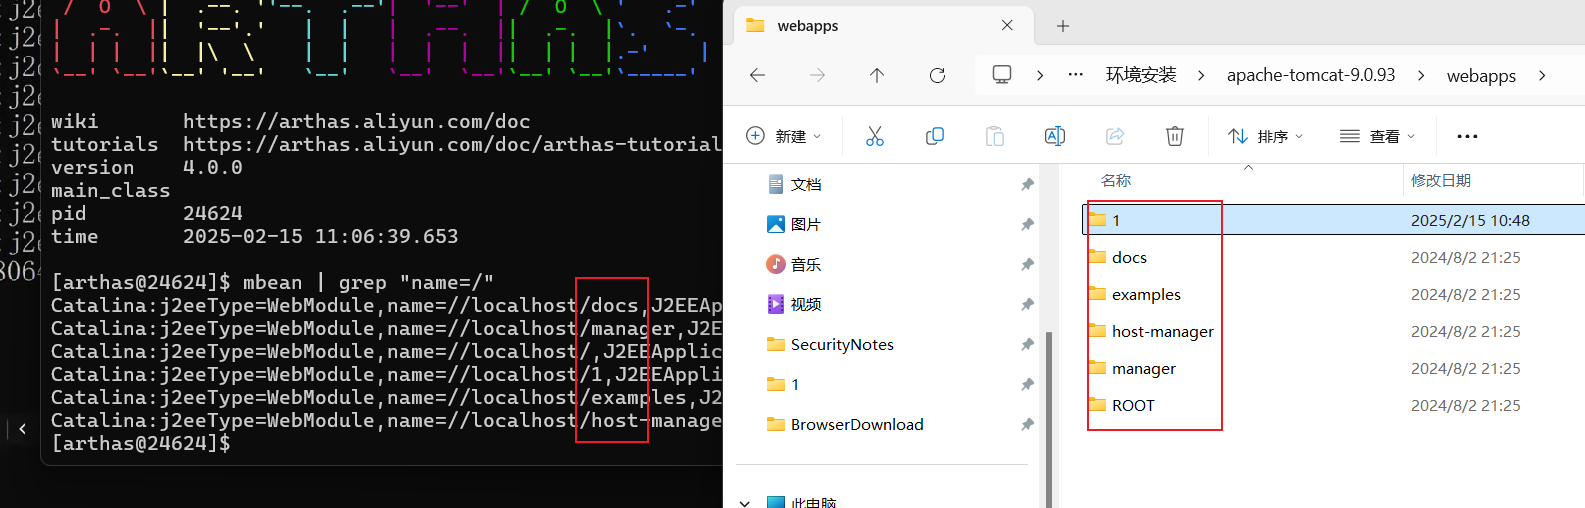 wiki https://arthas.aliyun.com/doc
tutorials https://arthas.aliyun.com/doc/arthas-tutorial
version 4.0.0
main_class
pid 24624
time 2025-02-15 11:06:39.653
[arthas@24624]$ mbean | grep "name=/"
Catalina:j2eeType=WebModule,name=//localhost/docs,J2EEAp
Catalina:j2eeType=WebModule,name=//localhost/manager,J2E
Catalina:j2eeType=WebModule,name=//localhost/,J2EEApplic
Catalina:j2eeType=WebModule,name=//localhost/1,J2EEAppli
Catalina:j2eeType=WebModule,name=//localhost/examples,J2
Catalina:j2eeType=WebModule,name=//localhost/host-manage
[arthas@24624]$
webapps
环境安装 > apache-tomcat-9.0.93 > webapps >
新建 排序 查看
文档
图片
音乐
视频
SecurityNotes
1
BrowserDownload
此电脑
名称 修改日期
1 2025/2/15 10:48
docs 2024/8/2 21:25
examples 2024/8/2 21:25
host-manager 2024/8/2 21:25
manager 2024/8/2 21:25
ROOT 2024/8/2 21:25